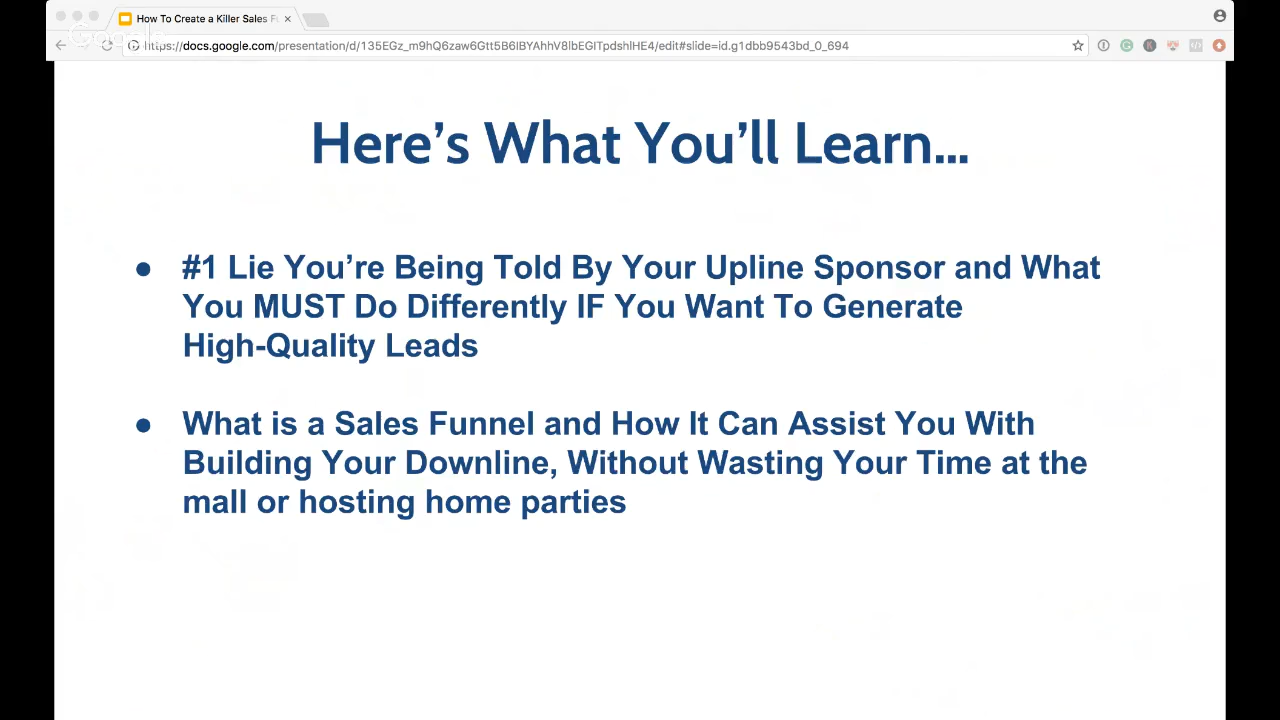 How To Create a Killer Sales Fu
Google
https://docs.google.com/presentation/d/135EGz_m9hQ6zaw6Gtt5B6lBYAhhV8lbEGlTpdshlHE4/edit#slide=id.g1dbb9543bd_0_694
Here's What You'll Learn...
● #1 Lie You're Being Told By Your Upline Sponsor and What
You MUST Do Differently IF You Want To Generate
High-Quality Leads
● What is a Sales Funnel and How It Can Assist You With
Building Your Downline, Without Wasting Your Time at the
mall or hosting home parties